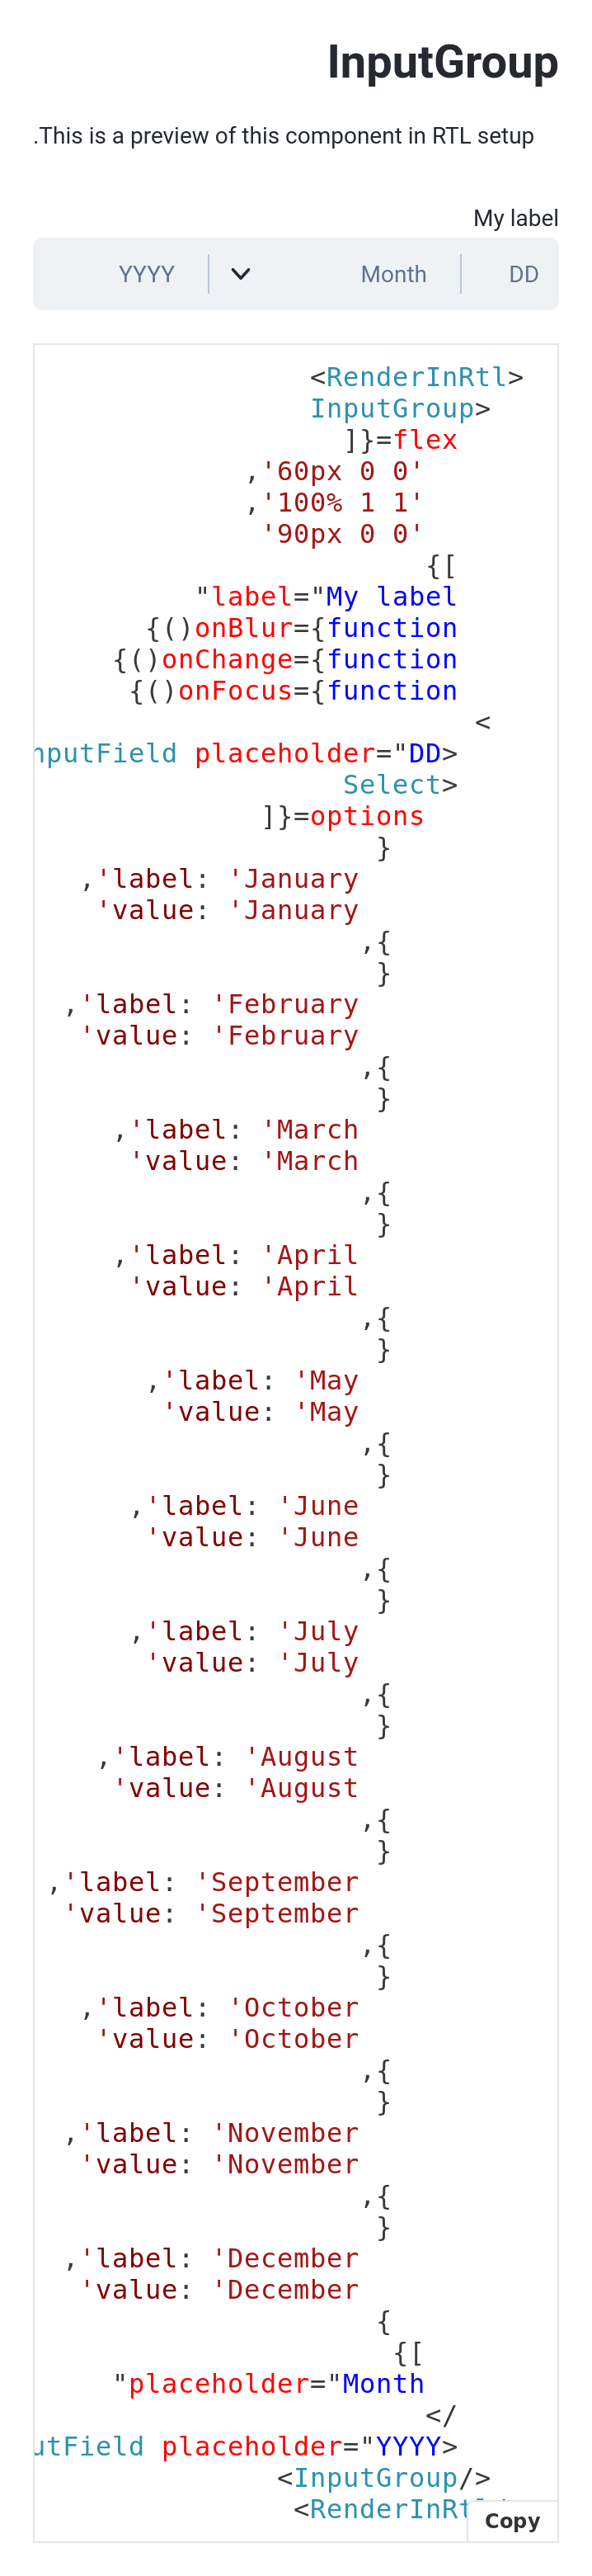 InputGroup
.This is a preview of this component in RTL setup
My label
DD Month YYYY
<RenderInRtl>
InputGroup>
]}=flex
,'60px 0 0'
,'100% 1 1'
'90px 0 0'
{[
"label="My label
{()onBlur={function
{()onChange={function
{()onFocus={function
<
placeholder="DD>
Select>
]}=options
}
,'label: 'January
'value: 'January
,{
}
,'label: 'February
'value: 'February
,{
}
,'label: 'March
'value: 'March
,{
}
,'label: 'April
'value: 'April
,{
}
,'label: 'May
'value: 'May
,{
}
,'label: 'June
'value: 'June
,{
}
,'label: 'July
'value: 'July
,{
}
,'label: 'August
'value: 'August
,{
}
,'label: 'September
'value: 'September
,{
}
,'label: 'October
'value: 'October
,{
}
,'label: 'November
'value: 'November
,{
}
,'label: 'December
'value: 'December
{
{[
"placeholder="Month
</
placeholder="YYYY>
<InputGroup/>
Copy